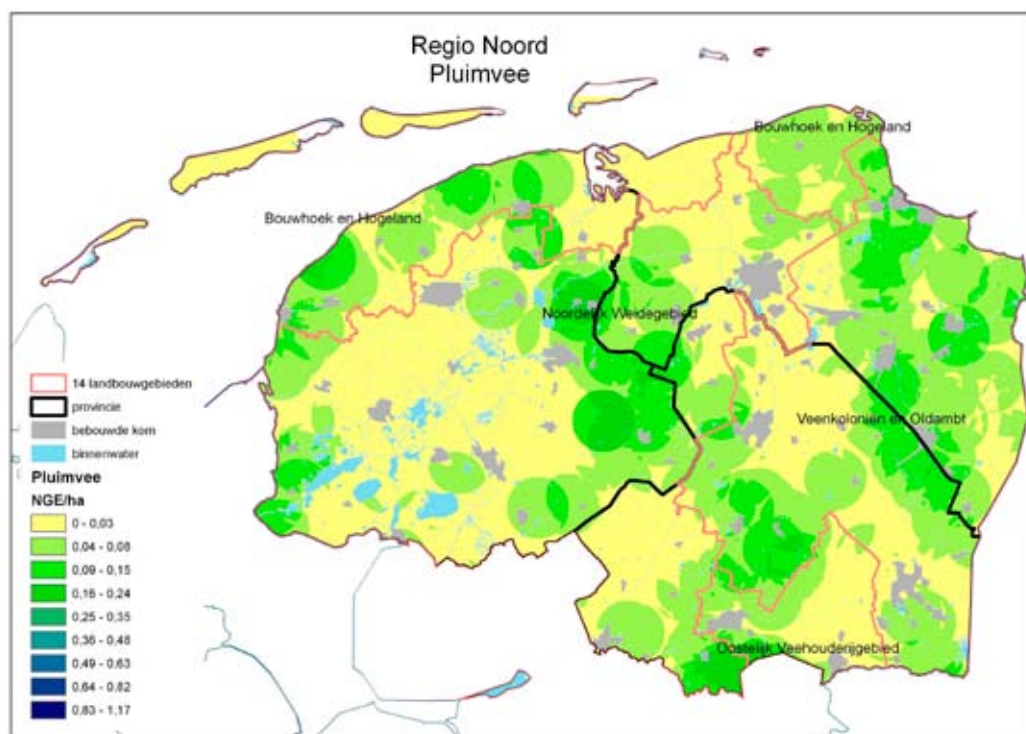 Regio Noord
Pluimvee
Bouwhoek en Hogeland
Bouwhoek en Hogeland
Noordelijk Weidegebied
Veenkoloniën en Oldambt
Oostelijk Veehouderijgebied
14 landbouwgebieden
provincie
bebouwde kom
binnenwater
Pluimvee
NGE/ha
0 - 0,03
0,04 - 0,08
0,09 - 0,15
0,16 - 0,24
0,25 - 0,35
0,36 - 0,48
0,49 - 0,63
0,64 - 0,82
0,83 - 1,17